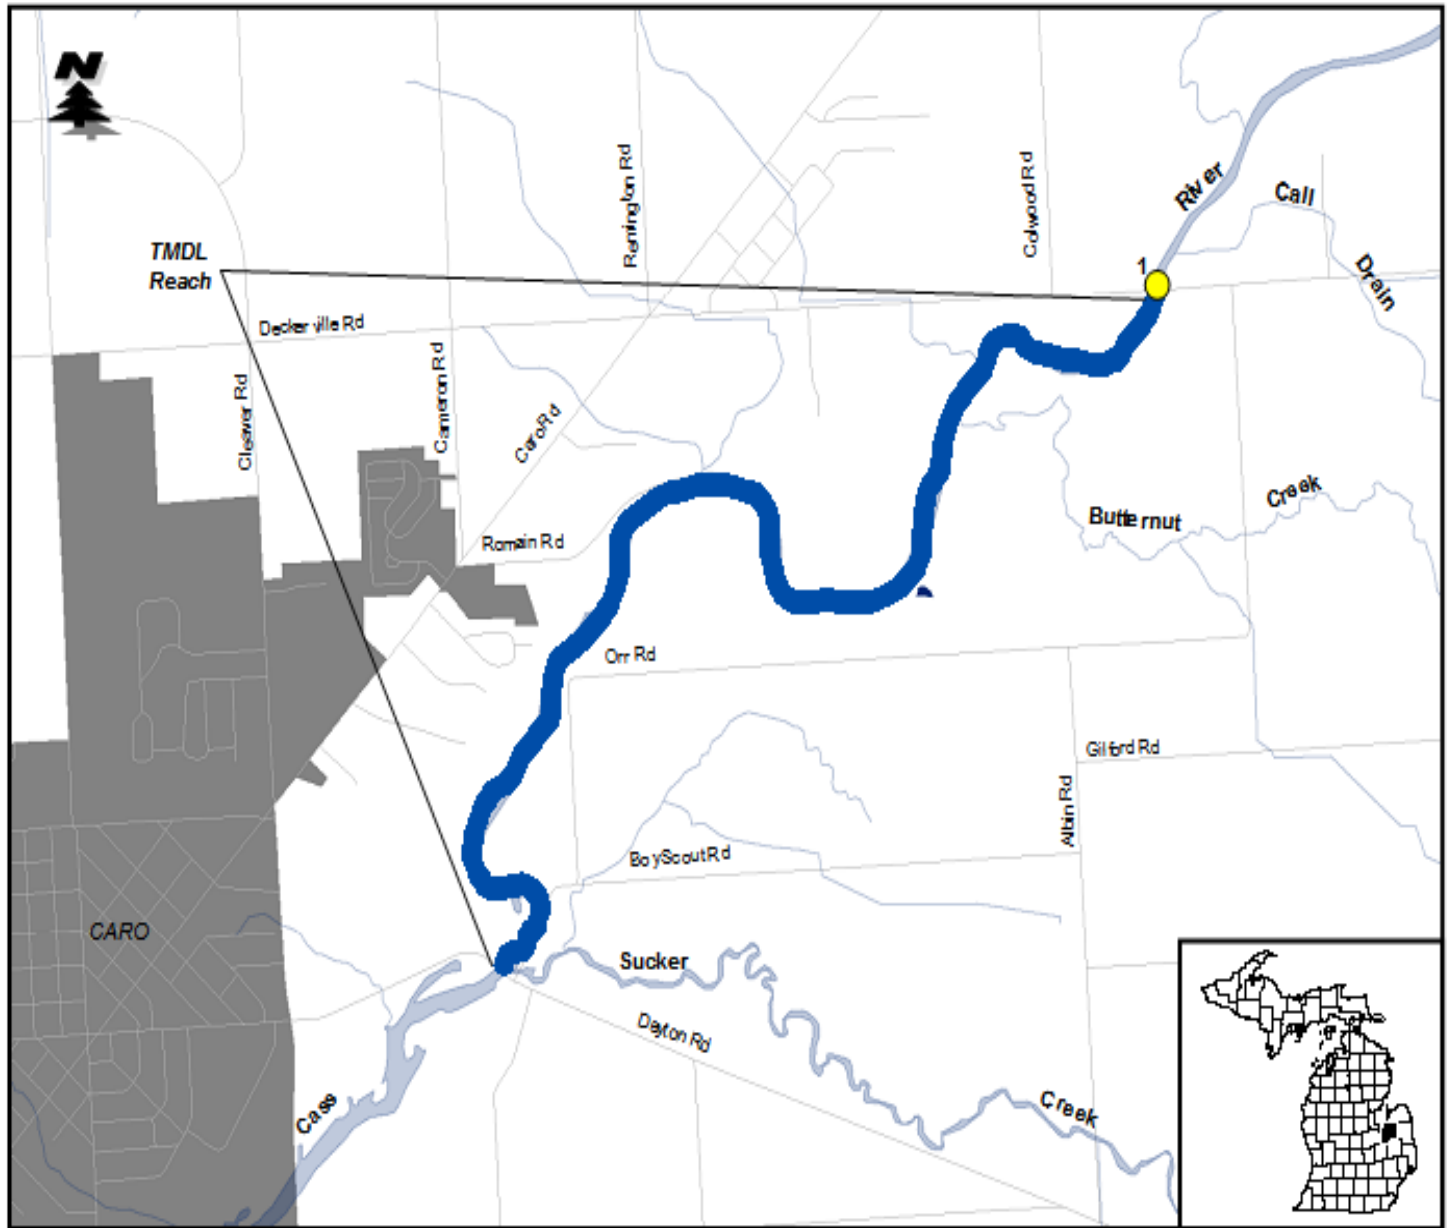 N
River
Call
Drain
Remington Rd
Colwood Rd
TMDL
Reach
1
Deckerville Rd
Cleaver Rd
Cameron Rd
Caro Rd
Butternut
Creek
Romain Rd
Orr Rd
Gilford Rd
Albin Rd
Boy Scout Rd
CARO
Sucker
Dayton Rd
Creek
Cass